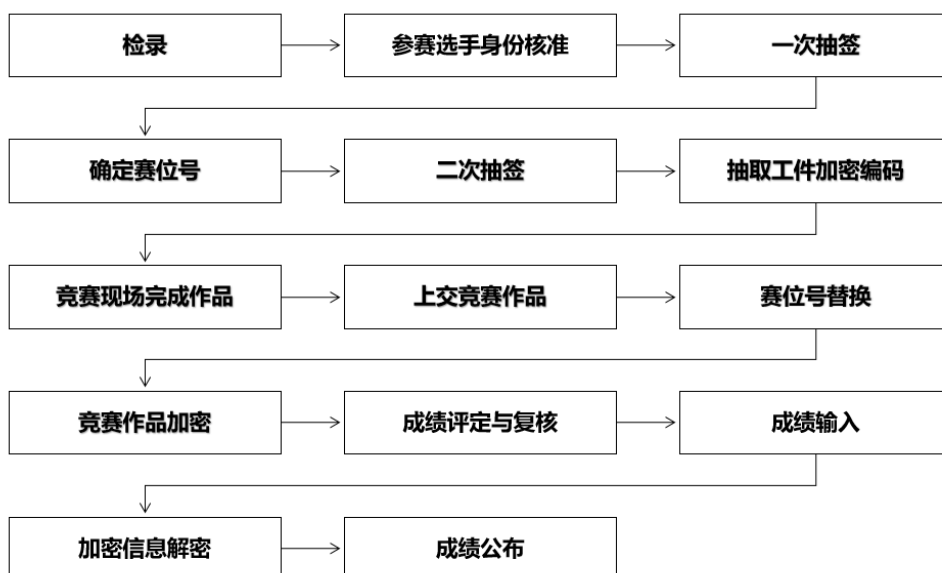 检录
参赛选手身份核准
一次抽签
确定赛位号
二次抽签
抽取工件加密编码
竞赛现场完成作品
上交竞赛作品
赛位号替换
竞赛作品加密
成绩评定与复核
成绩输入
加密信息解密
成绩公布